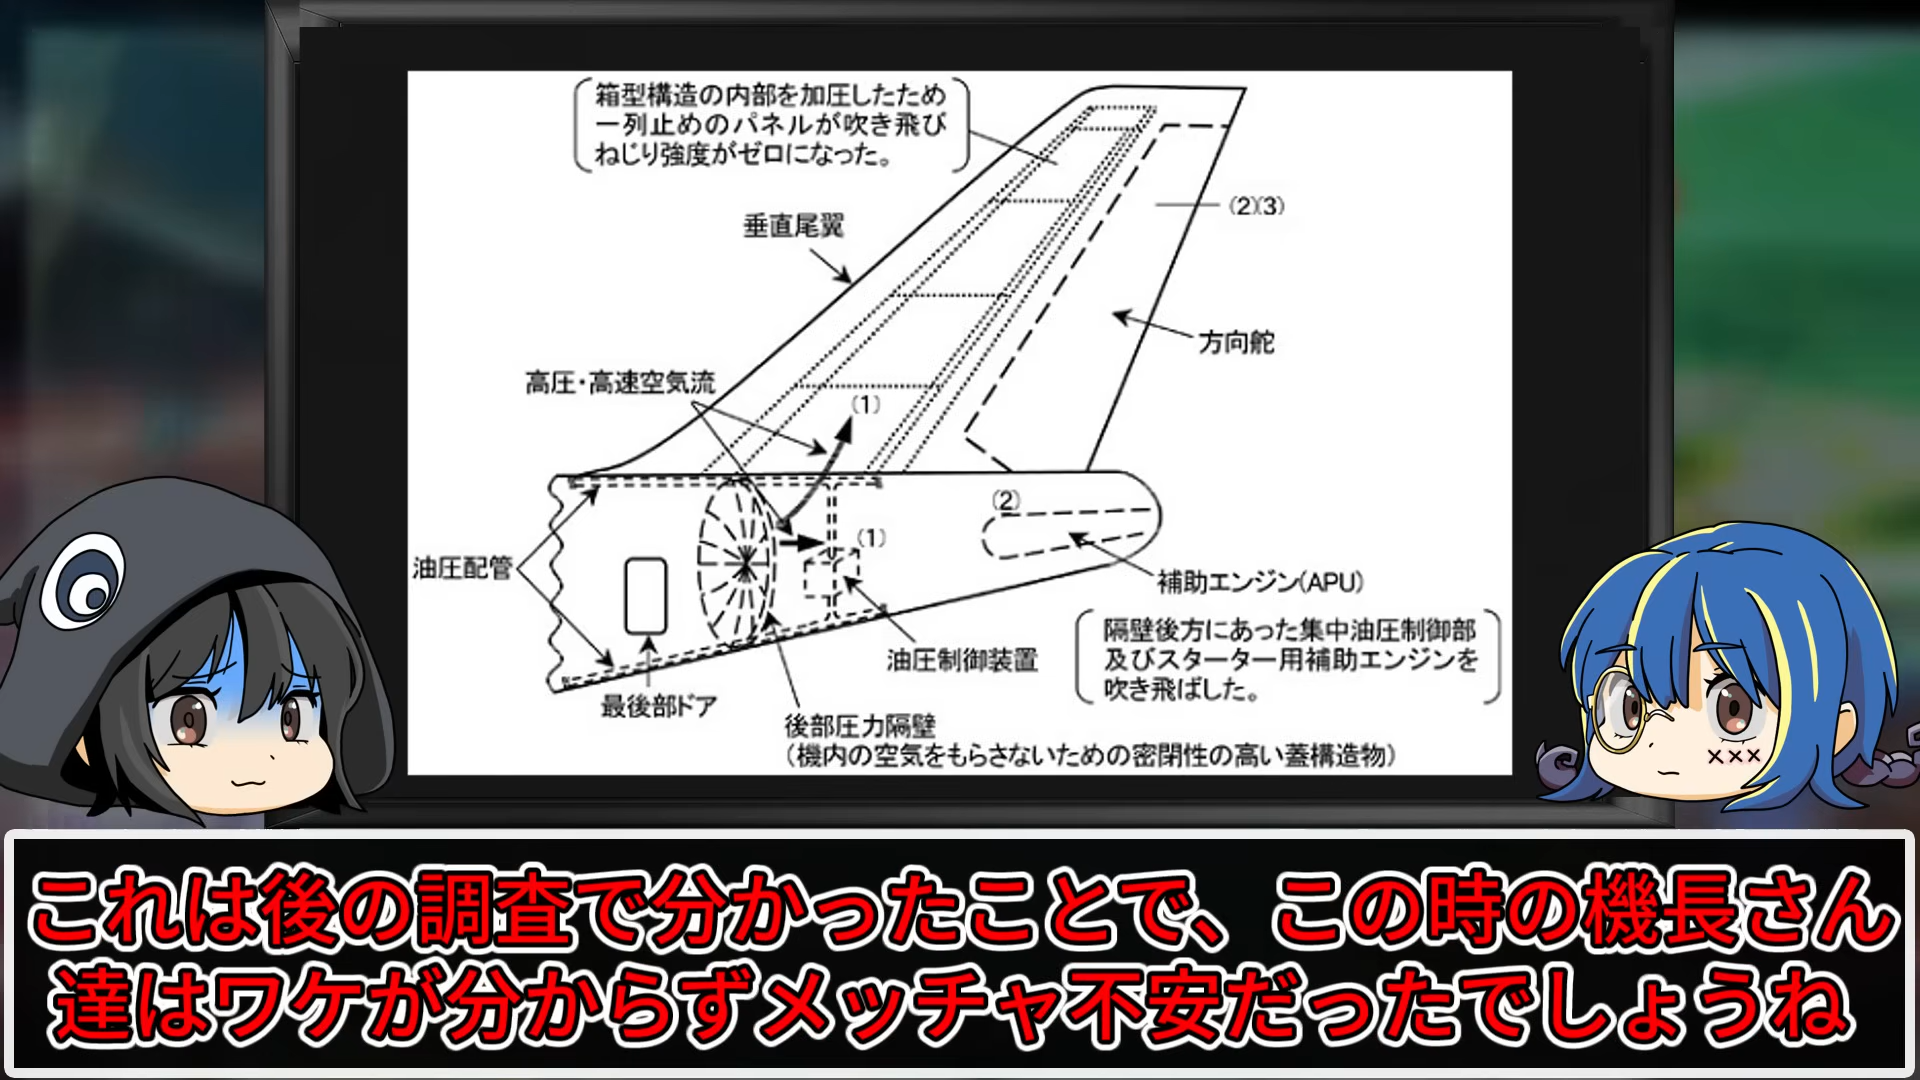 箱型構造の内部を加圧したため
一列止めのパネルが吹き飛び
ねじり強度がゼロになった。
(2)(3)
垂直尾翼
方向舵
高圧・高速空気流
(1)
(2)
(1)
油圧配管
補助エンジン(APU)
隔壁後方にあった集中油圧制御部
及びスターター用補助エンジンを
吹き飛ばした。
油圧制御装置
最後部ドア
後部圧力隔壁
(機内の空気をもらさないための密閉性の高い蓋構造物)
×××
これは後の調査で分かったことで、この時の機長さん
達はワケが分からずメッチャ不安だったでしょうね